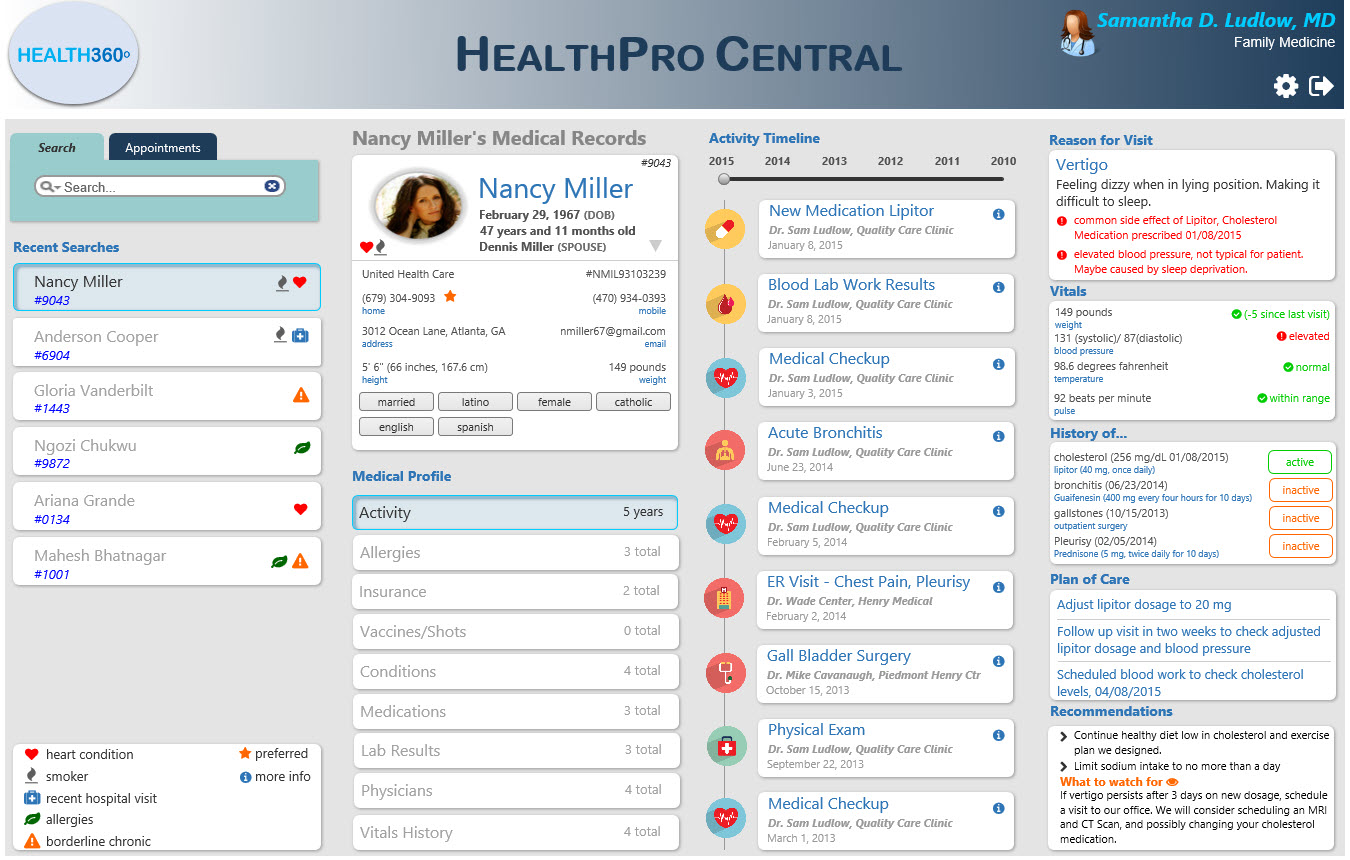 HEALTH360°
HEALTHPRO CENTRAL
Samantha D. Ludlow, MD
Family Medicine
Search
Appointments
Search...
Recent Searches
Nancy Miller
#9043
Anderson Cooper
#6904
Gloria Vanderbilt
#1443
Ngozi Chukwu
#9872
Ariana Grande
#0134
Mahesh Bhatnagar
#1001
heart condition
preferred
smoker
more info
recent hospital visit
allergies
borderline chronic
Nancy Miller's Medical Records
#9043
Nancy Miller
February 29, 1967 (DOB)
47 years and 11 months old
Dennis Miller (SPOUSE)
United Health Care
#NMIL93103239
(679) 304-9093
(470) 934-0393
home
mobile
3012 Ocean Lane, Atlanta, GA
nmiller67@gmail.com
address
email
5' 6” (66 inches, 167.6 cm)
149 pounds
height
weight
married
latino
female
catholic
english
spanish
Medical Profile
Activity
5 years
Allergies
3 total
Insurance
2 total
Vaccines/Shots
0 total
Conditions
4 total
Medications
3 total
Lab Results
3 total
Physicians
4 total
Vitals History
4 total
Activity Timeline
2015 2014 2013 2012 2011 2010
New Medication Lipitor
Dr. Sam Ludlow, Quality Care Clinic
January 8, 2015
Blood Lab Work Results
Dr. Sam Ludlow, Quality Care Clinic
January 8, 2015
Medical Checkup
Dr. Sam Ludlow, Quality Care Clinic
January 3, 2015
Acute Bronchitis
Dr. Sam Ludlow, Quality Care Clinic
June 23, 2014
Medical Checkup
Dr. Sam Ludlow, Quality Care Clinic
February 5, 2014
ER Visit - Chest Pain, Pleurisy
Dr. Wade Center, Henry Medical
February 2, 2014
Gall Bladder Surgery
Dr. Mike Cavanaugh, Piedmont Henry Ctr
October 15, 2013
Physical Exam
Dr. Sam Ludlow, Quality Care Clinic
September 22, 2013
Medical Checkup
Dr. Sam Ludlow, Quality Care Clinic
March 1, 2013
Reason for Visit
Vertigo
Feeling dizzy when in lying position. Making it
difficult to sleep.
common side effect of Lipitor, Cholesterol
Medication prescribed 01/08/2015
elevated blood pressure, not typical for patient.
Maybe caused by sleep deprivation.
Vitals
149 pounds
(-5 since last visit)
weight
131 (systolic)/ 87(diastolic)
elevated
blood pressure
98.6 degrees fahrenheit
normal
temperature
92 beats per minute
within range
pulse
History of...
cholesterol (256 mg/dL 01/08/2015)
active
lipitor (40 mg, once daily)
bronchitis (06/23/2014)
inactive
Guaifenesin (400 mg every four hours for 10 days)
gallstones (10/15/2013)
inactive
outpatient surgery
Pleurisy (02/05/2014)
inactive
Prednisone (5 mg, twice daily for 10 days)
Plan of Care
Adjust lipitor dosage to 20 mg
Follow up visit in two weeks to check adjusted
lipitor dosage and blood pressure
Scheduled blood work to check cholesterol
levels, 04/08/2015
Recommendations
Continue healthy diet low in cholesterol and exercise
plan we designed.
Limit sodium intake to no more than a day
What to watch for
If vertigo persists after 3 days on new dosage, schedule
a visit to our office. We will consider scheduling an MRI
and CT Scan, and possibly changing your cholesterol
medication.